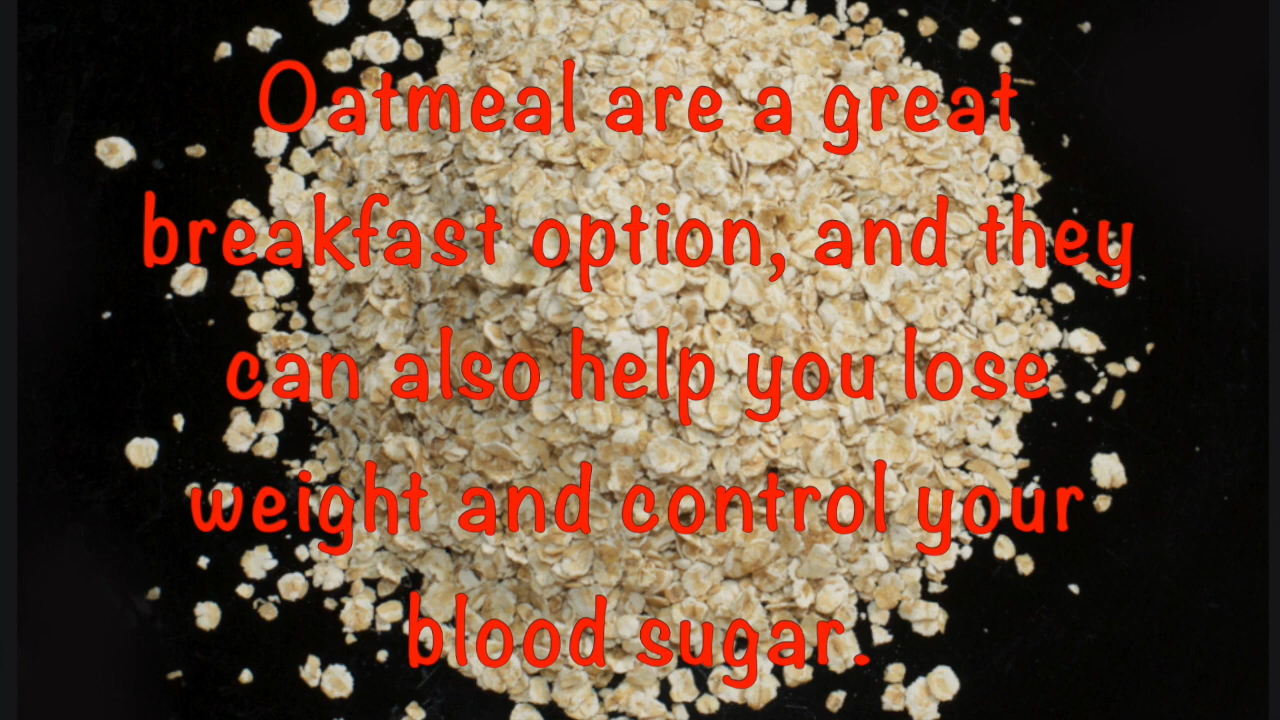 Oatmeal are a great
breakfast option, and they
can also help you lose
weight and control your
blood sugar.